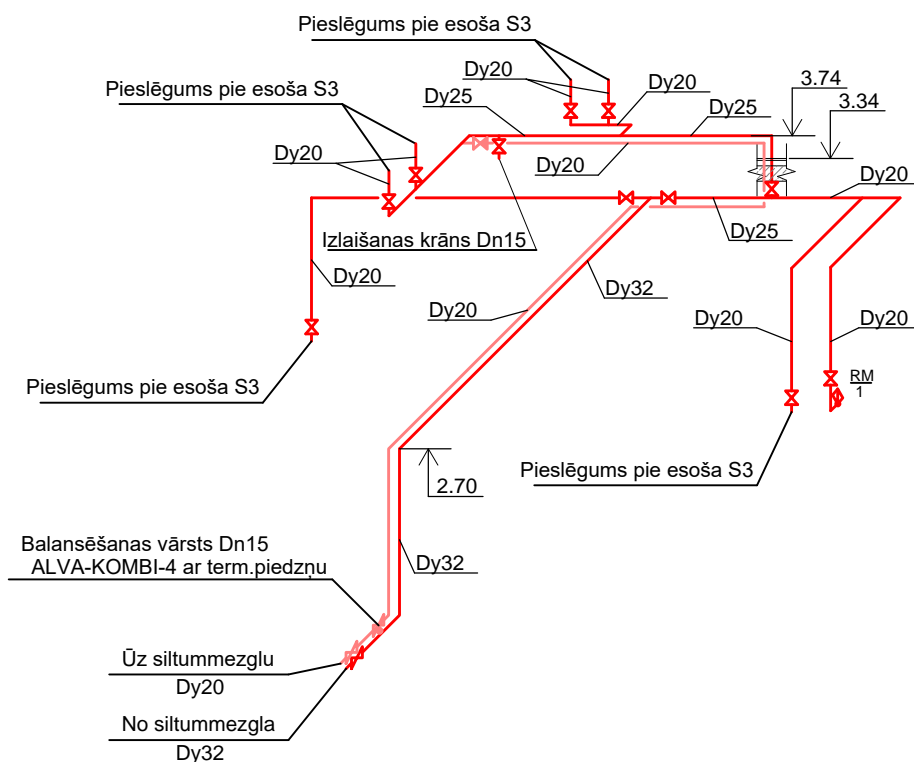 Pieslēgums pie esoša S3
Dy20
3.74
Pieslēgums pie esoša S3
Dy20
Dy25
Dy25
3.34
Dy20
Dy20
Dy20
Izlaišanas krāns Dn15
Dy25
Dy20
Dy32
Dy20
Dy20
Dy20
Pieslēgums pie esoša S3
RM
1
Pieslēgums pie esoša S3
2.70
Balansēšanas vārsts Dn15
ALVA-KOMBI-4 ar term.piedzņu
Dy32
Ūz siltummezglu
Dy20
No siltummezgla
Dy32